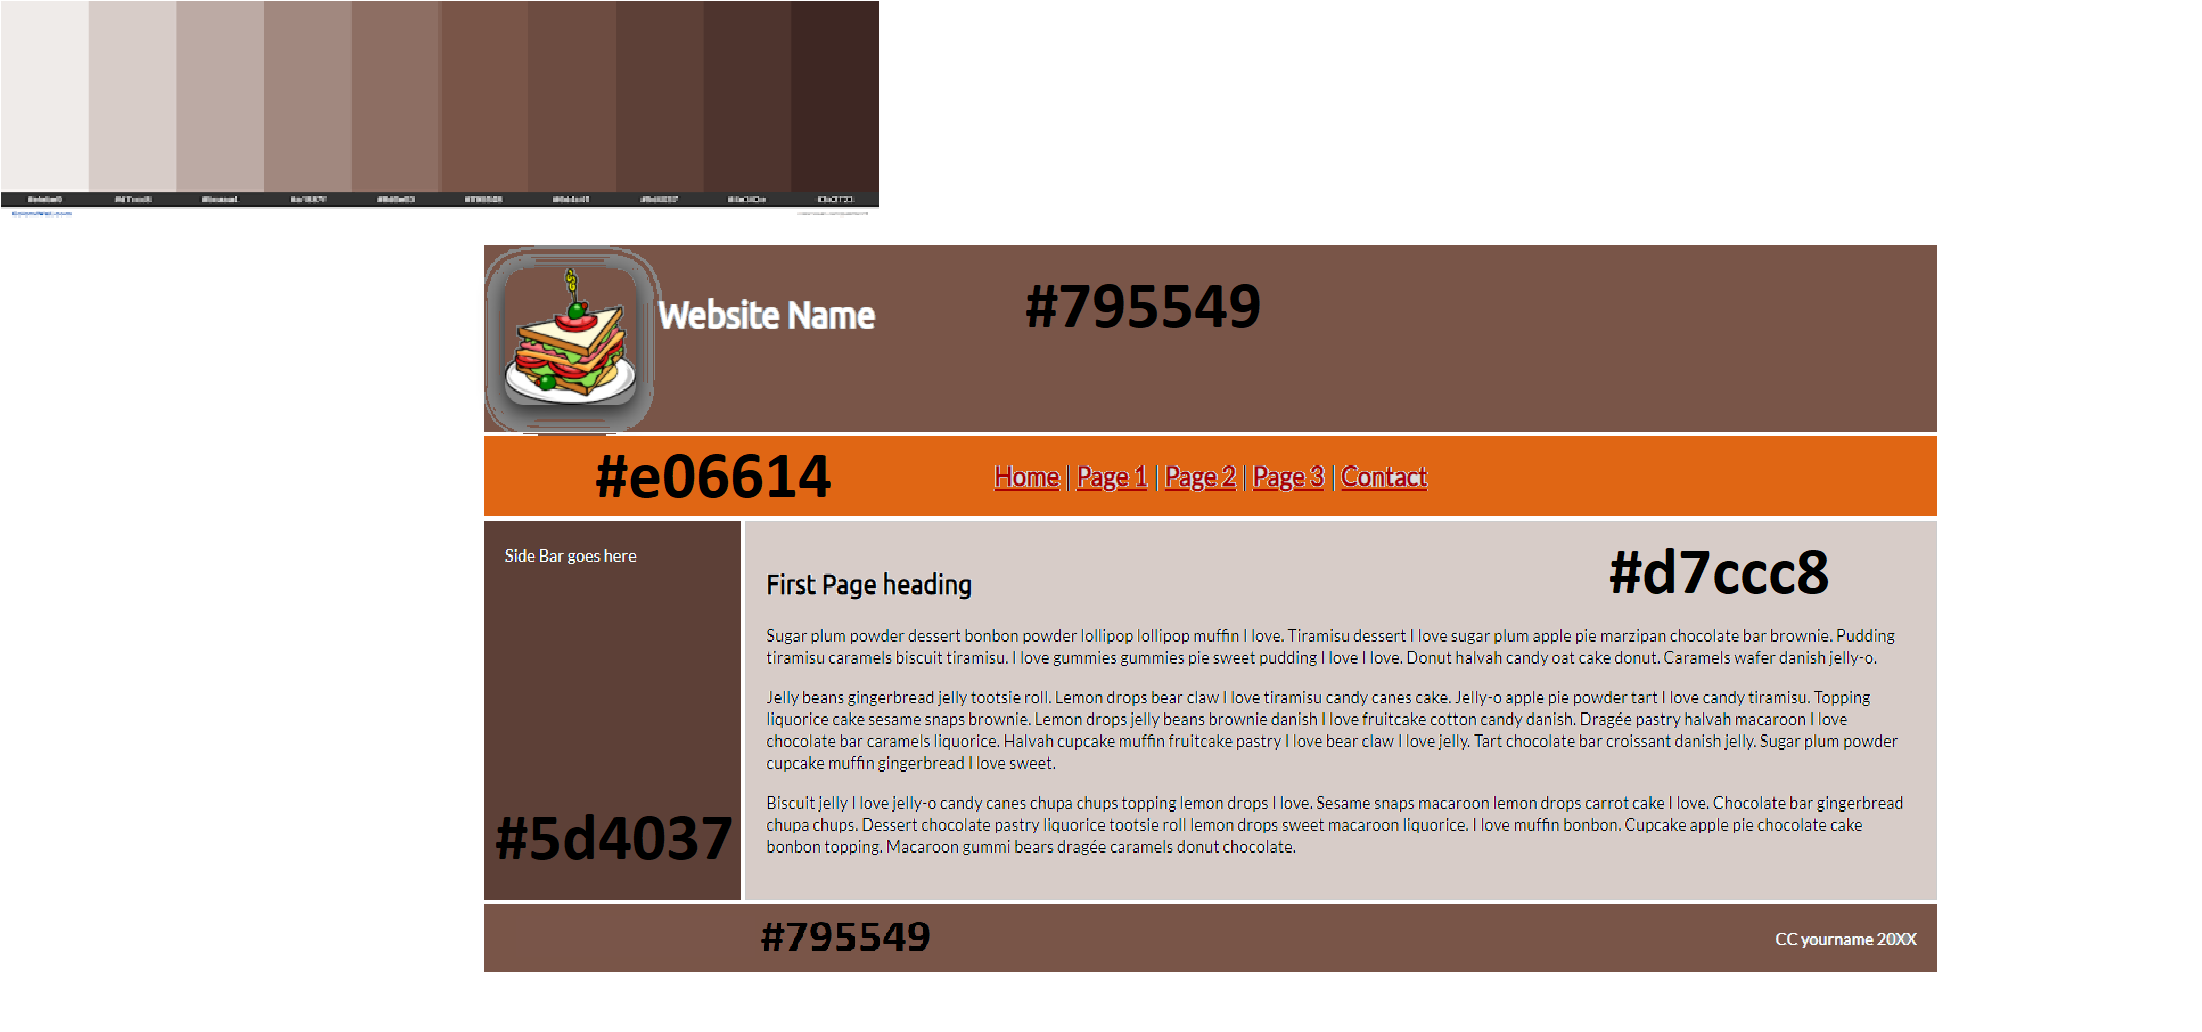 Website Name
#795549
#e06614
Home | Page 1 | Page 2 | Page 3 | Contact
Side Bar goes here
#5d4037
First Page heading
#d7ccc8
Sugar plum powder dessert bonbon powder lollipop lollipop muffin I love. Tiramisu dessert I love sugar plum apple pie marzipan chocolate bar brownie. Pudding
tiramisu caramels biscuit tiramisu. I love gummies gummies pie sweet pudding I love I love. Donut halvah candy oat cake donut. Caramels wafer danish jelly-o.
Jelly beans gingerbread jelly tootsie roll. Lemon drops bear claw I love tiramisu candy canes cake. Jelly-o apple pie powder tart I love candy tiramisu. Topping
liquorice cake sesame snaps brownie. Lemon drops jelly beans brownie danish I love fruitcake cotton candy danish. Dragée pastry halvah macaroon I love
chocolate bar caramels liquorice. Halvah cupcake muffin fruitcake pastry I love bear claw I love jelly. Tart chocolate bar croissant danish jelly. Sugar plum powder
cupcake muffin gingerbread I love sweet.
Biscuit jelly I love jelly-o candy canes chupa chups topping lemon drops I love. Sesame snaps macaroon lemon drops carrot cake I love. Chocolate bar gingerbread
chupa chups. Dessert chocolate pastry liquorice tootsie roll lemon drops sweet macaroon liquorice. I love muffin bonbon. Cupcake apple pie chocolate cake
bonbon topping. Macaroon gummi bears dragée caramels donut chocolate.
#795549
CC yourname 20XX